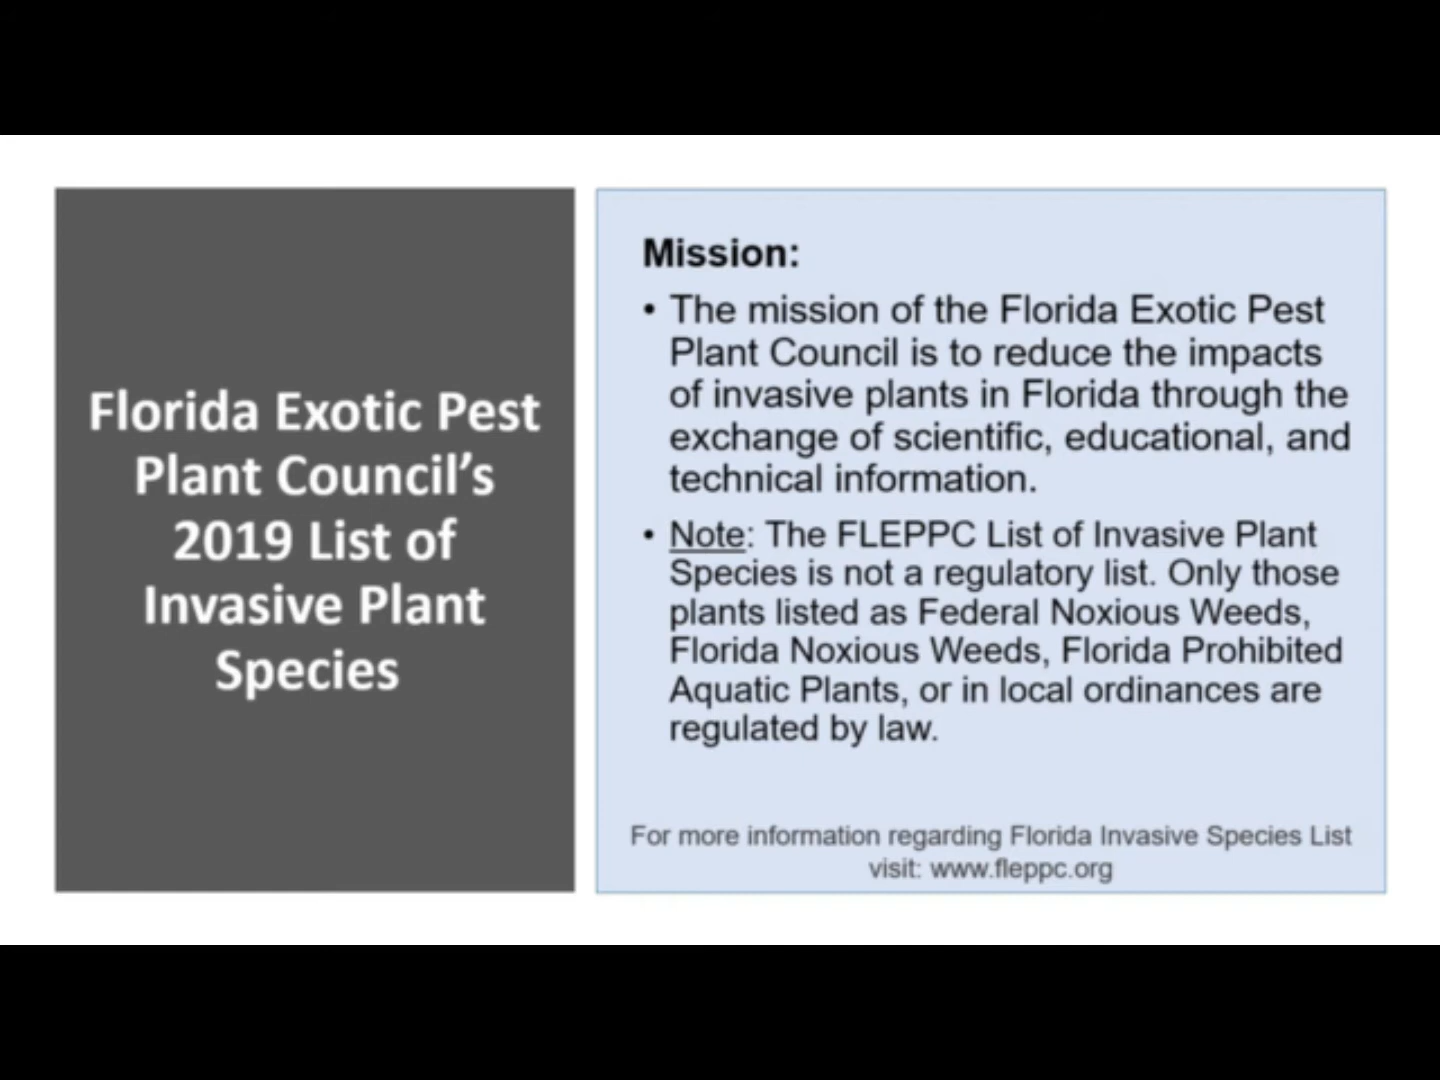 Florida Exotic Pest
Plant Council’s
2019 List of
Invasive Plant
Species
Mission:
• The mission of the Florida Exotic Pest
Plant Council is to reduce the impacts
of invasive plants in Florida through the
exchange of scientific, educational, and
technical information.
• Note: The FLEPPC List of Invasive Plant
Species is not a regulatory list. Only those
plants listed as Federal Noxious Weeds,
Florida Noxious Weeds, Florida Prohibited
Aquatic Plants, or in local ordinances are
regulated by law.
For more information regarding Florida Invasive Species List
visit: www.fleppc.org